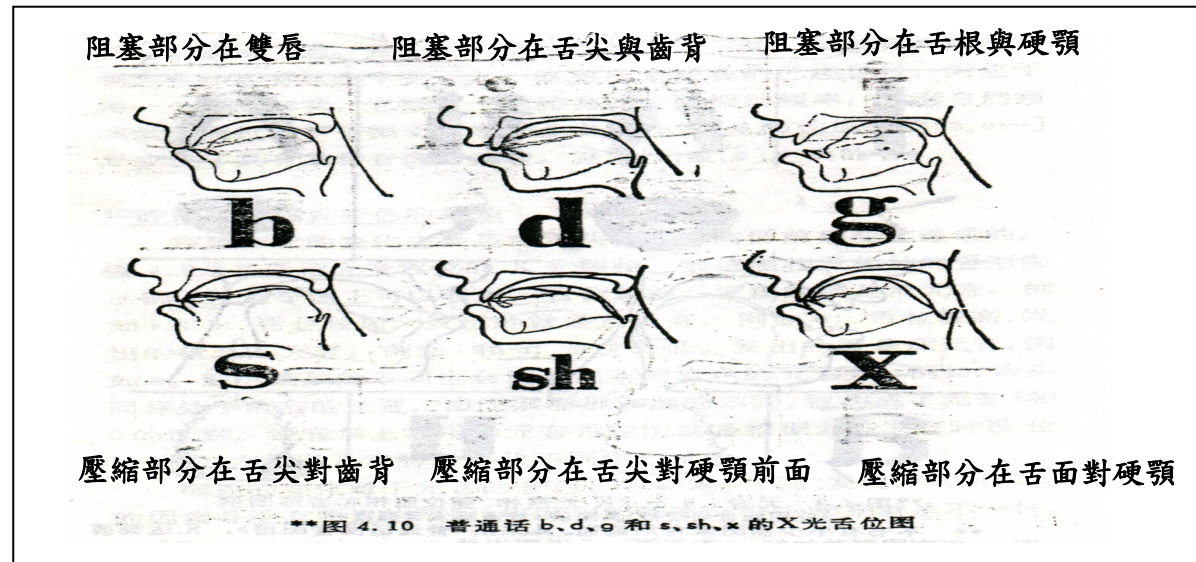 阻塞部分在雙唇 阻塞部分在舌尖與齒背 阻塞部分在舌根與硬顎
b d g
S sh X
壓縮部分在舌尖對齒背 壓縮部分在舌尖對硬顎前面 壓縮部分在舌面對硬顎
**图 4.10 普通话 b、d、g 和 s、sh、x 的X光舌位图